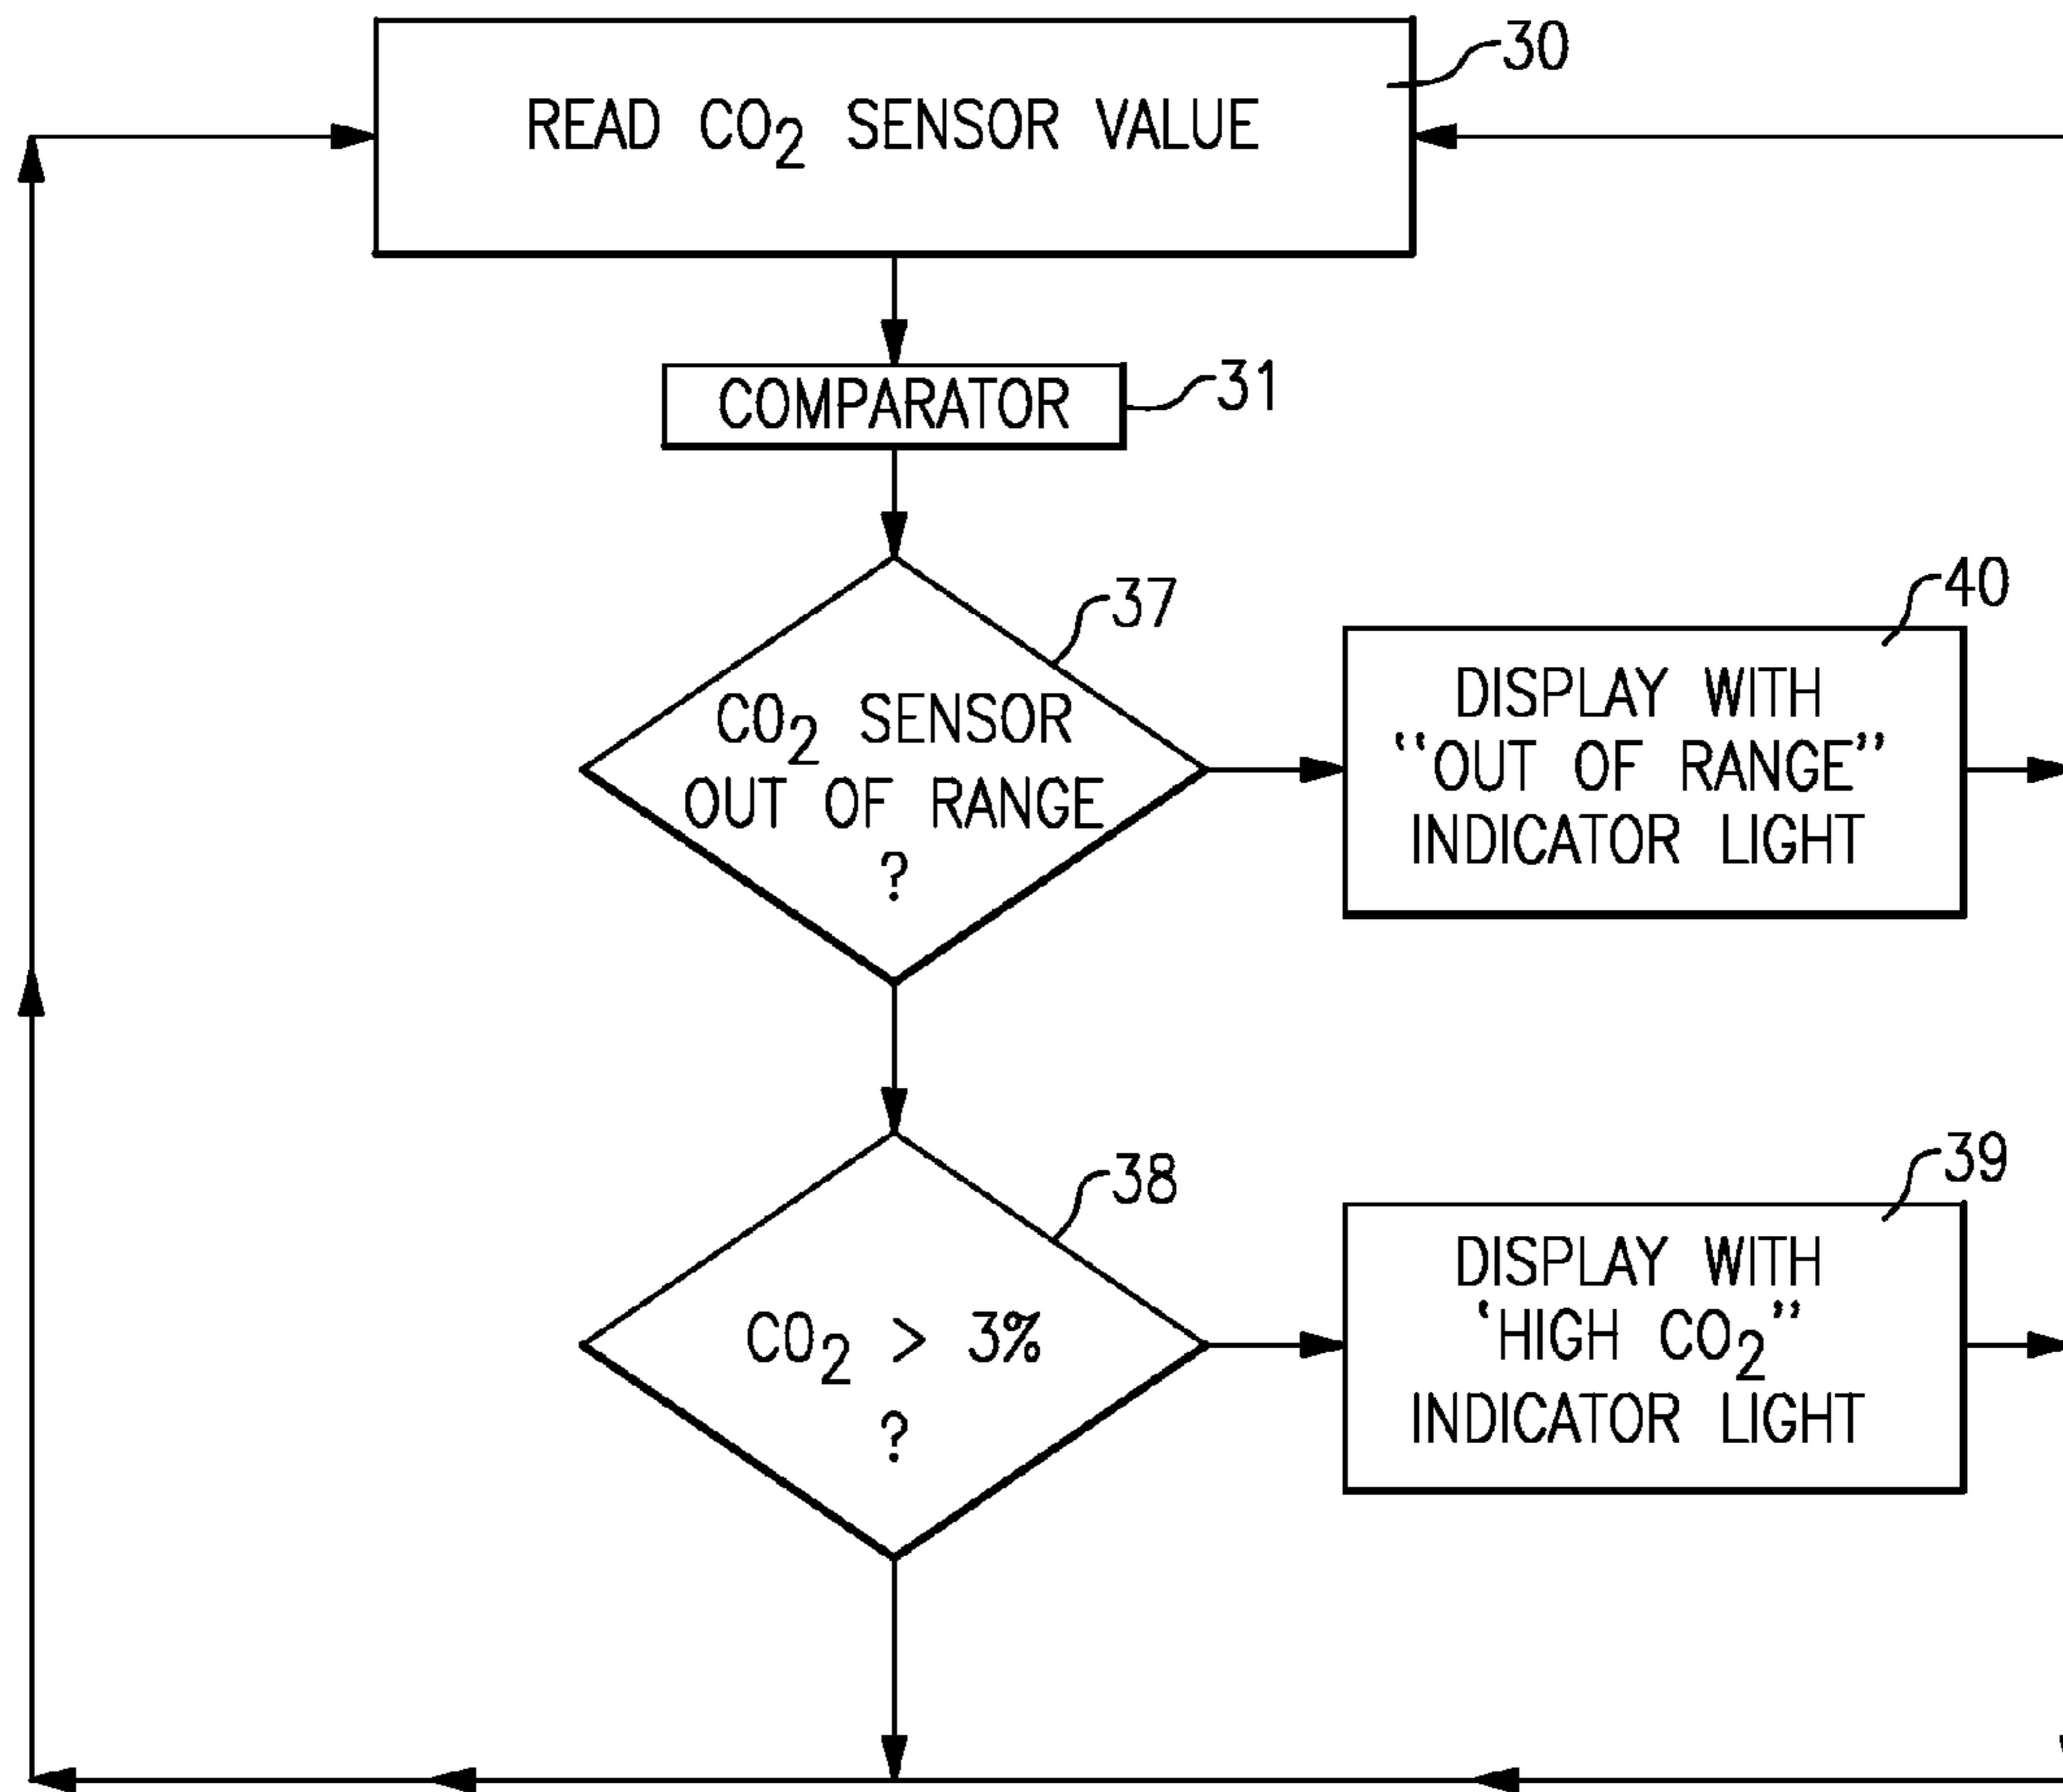 30
READ CO₂ SENSOR VALUE
COMPARATOR
31
37
CO₂ SENSOR
OUT OF RANGE
?
40
DISPLAY WITH
“OUT OF RANGE”
INDICATOR LIGHT
38
CO₂ > 3%
?
39
DISPLAY WITH
‘HIGH CO₂”
INDICATOR LIGHT